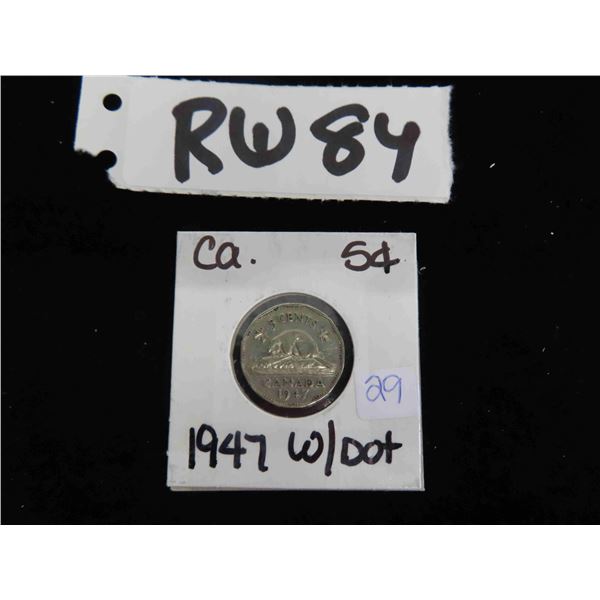 RW84
Ca. 5¢
5 CENTS
CANADA
1947
29
1947 W/Dot